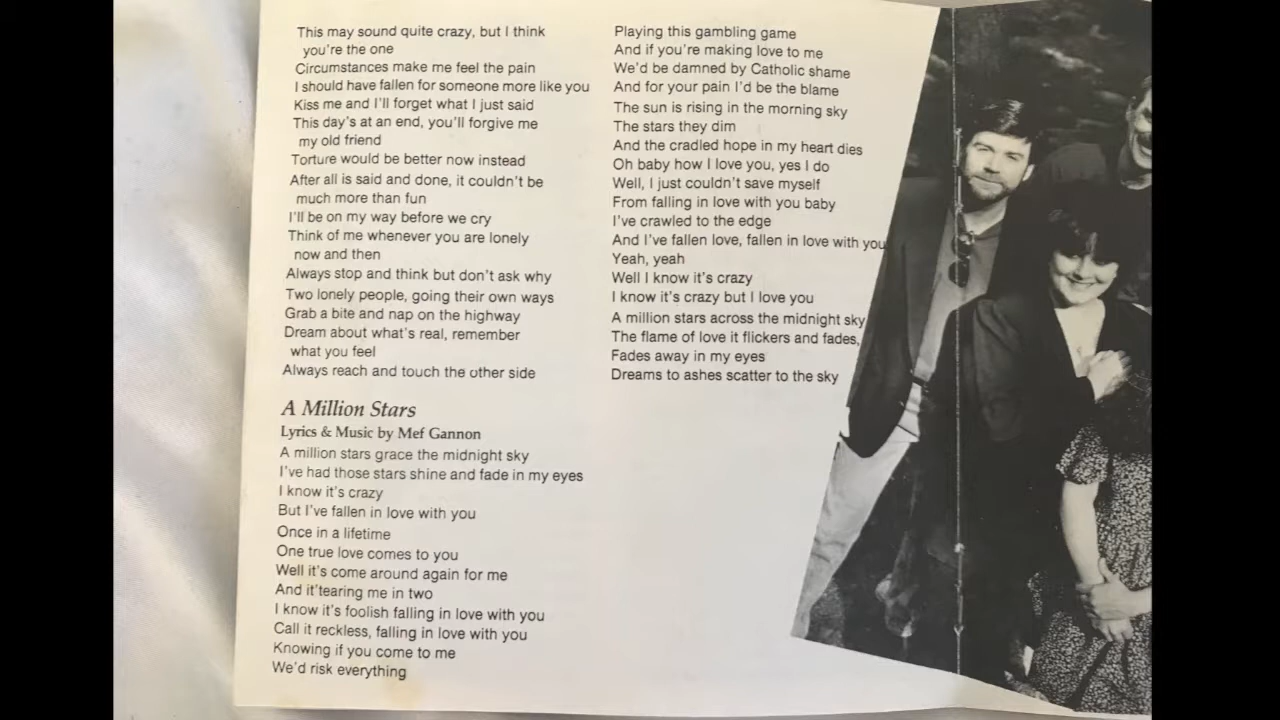 This may sound quite crazy, but I think
you're the one
Circumstances make me feel the pain
I should have fallen for someone more like you
Kiss me and I'll forget what I just said
This day's at an end, you'll forgive me
my old friend
Torture would be better now instead
After all is said and done, it couldn't be
much more than fun
I'll be on my way before we cry
Think of me whenever you are lonely
now and then
Always stop and think but don't ask why
Two lonely people, going their own ways
Grab a bite and nap on the highway
Dream about what's real, remember
what you feel
Always reach and touch the other side
A Million Stars
Lyrics & Music by Mef Gannon
A million stars grace the midnight sky
I've had those stars shine and fade in my eyes
I know it's crazy
But I've fallen in love with you
Once in a lifetime
One true love comes to you
Well it's come around again for me
And it'tearing me in two
I know it's foolish falling in love with you
Call it reckless, falling in love with you
Knowing if you come to me
We'd risk everything
Playing this gambling game
And if you're making love to me
We'd be damned by Catholic shame
And for your pain I'd be the blame
The sun is rising in the morning sky
The stars they dim
And the cradled hope in my heart dies
Oh baby how I love you, yes I do
Well, I just couldn't save myself
From falling in love with you baby
I've crawled to the edge
And I've fallen love, fallen in love with you
Yeah, yeah
Well I know it's crazy
I know it's crazy but I love you
A million stars across the midnight sky
The flame of love it flickers and fades,
Fades away in my eyes
Dreams to ashes scatter to the sky